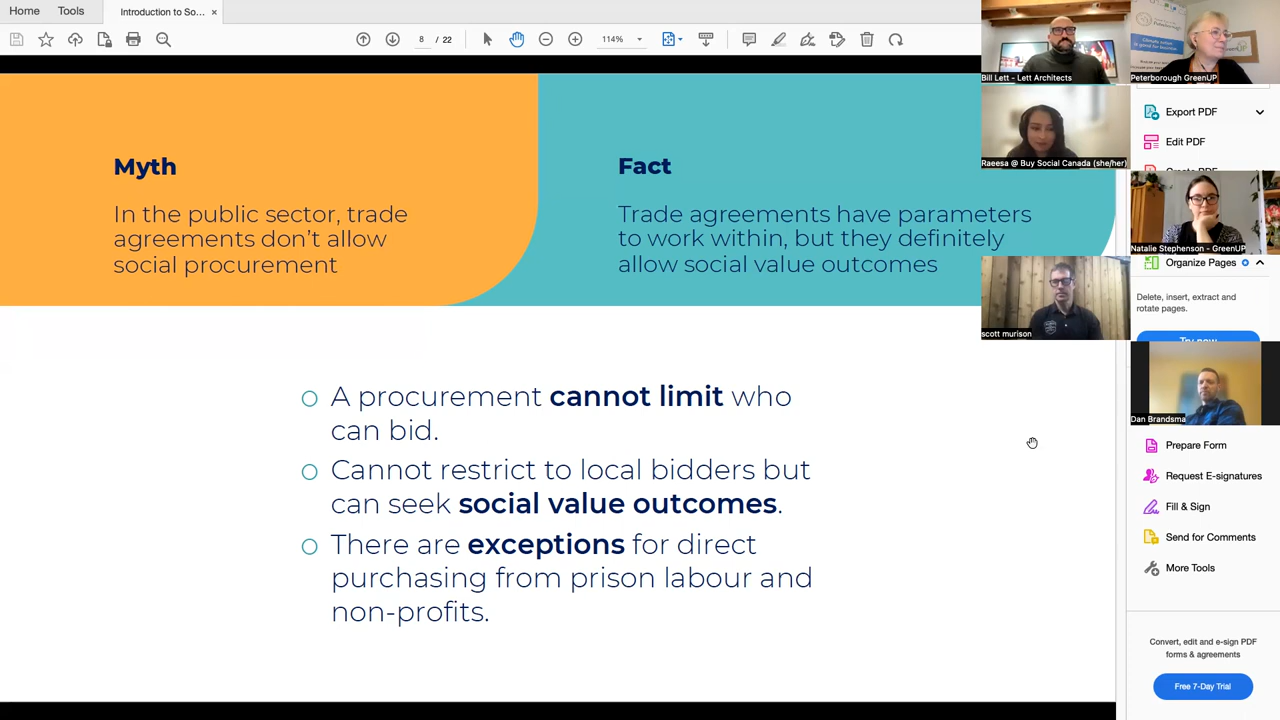 Home
Tools
Introduction to So...
8 / 22
114%
Myth
In the public sector, trade
agreements don't allow
social procurement
Fact
Trade agreements have parameters
to work within, but they definitely
allow social value outcomes
A procurement cannot limit who
can bid.
Cannot restrict to local bidders but
can seek social value outcomes.
There are exceptions for direct
purchasing from prison labour and
non-profits.
Bill Lett - Lett Architects
Peterborough GreenUP
Raeesa @ Buy Social Canada (she/her)
Natalie Stephenson - GreenUP
scott murison
Dan Brandsma
Export PDF
Edit PDF
Organize Pages
Delete, insert, extract and
rotate pages.
Try now
Prepare Form
Request E-signatures
Fill & Sign
Send for Comments
More Tools
Convert, edit and e-sign PDF
forms & agreements
Free 7-Day Trial